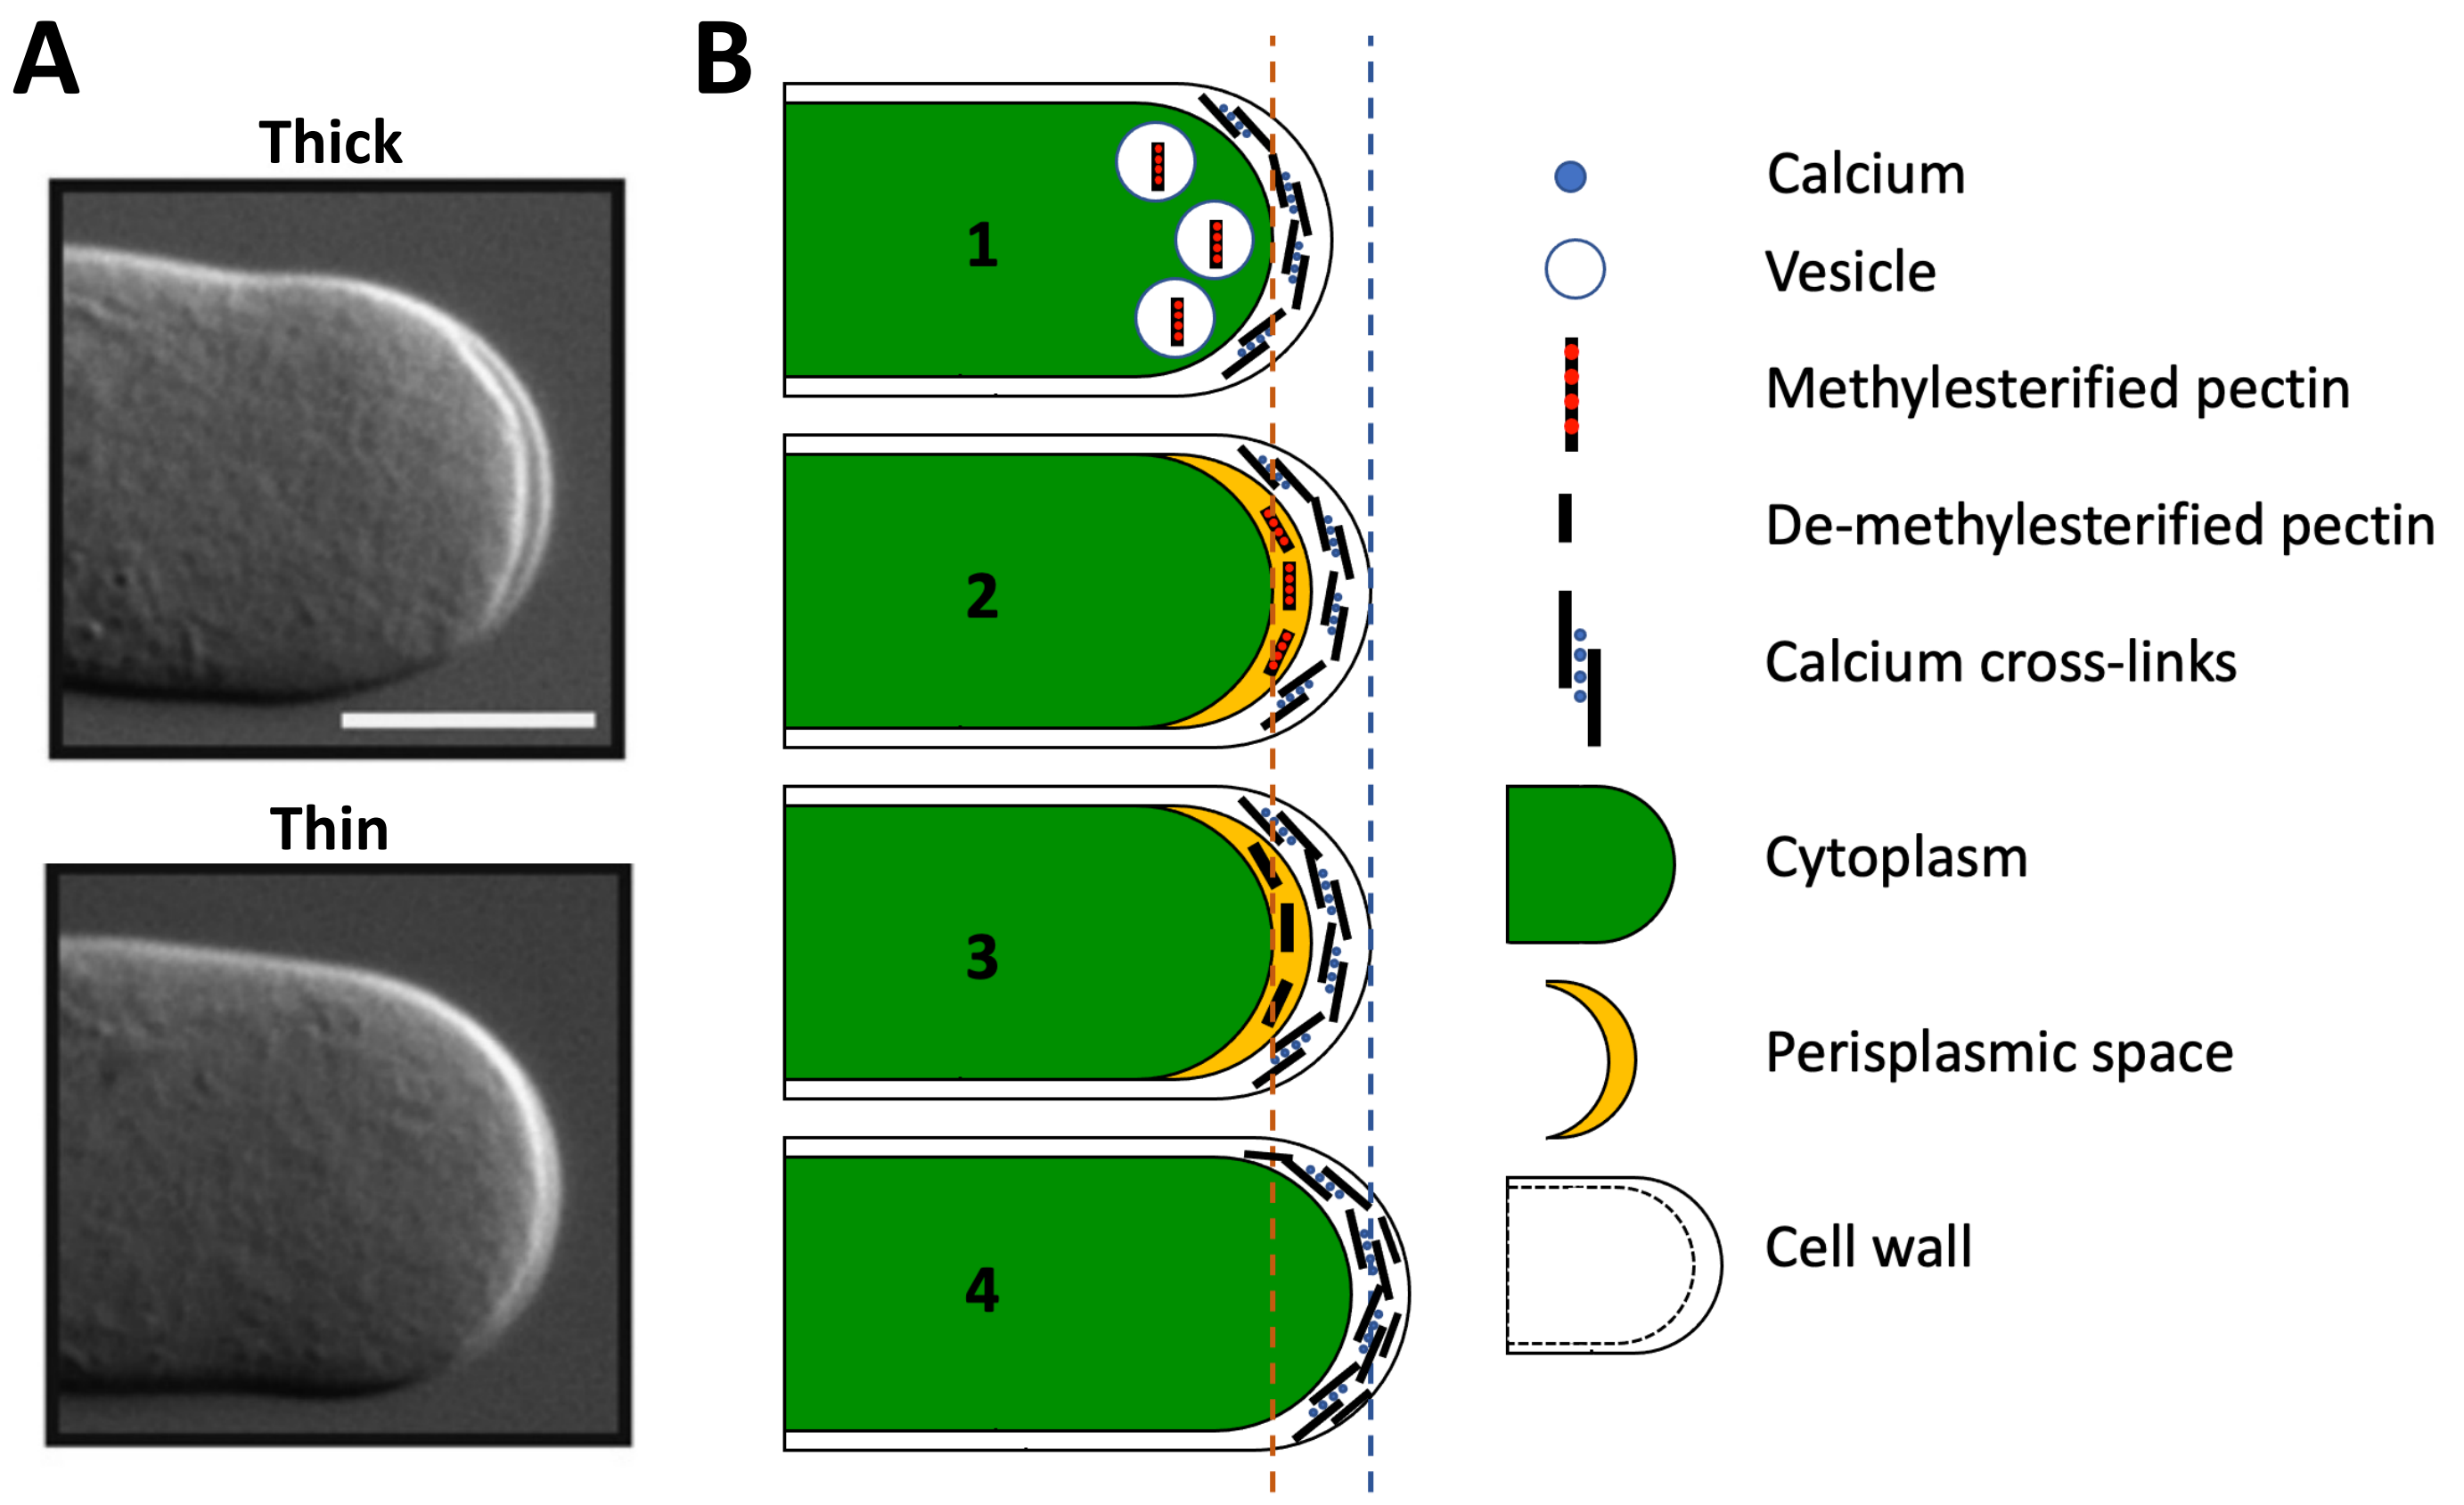 A
Thick
Thin
B
1
2
3
4
Calcium
Vesicle
Methylesterified pectin
De-methylesterified pectin
Calcium cross-links
Cytoplasm
Perisplasmic space
Cell wall